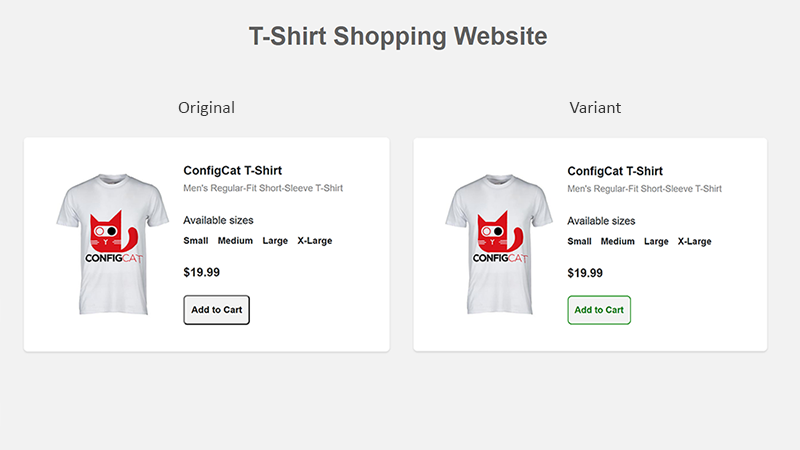 T-Shirt Shopping Website
Original
Variant
ConfigCat T-Shirt
Men's Regular-Fit Short-Sleeve T-Shirt
Available sizes
Small Medium Large X-Large
$19.99
Add to Cart
CONFIGCAT
ConfigCat T-Shirt
Men's Regular-Fit Short-Sleeve T-Shirt
Available sizes
Small Medium Large X-Large
$19.99
Add to Cart
CONFIGCAT